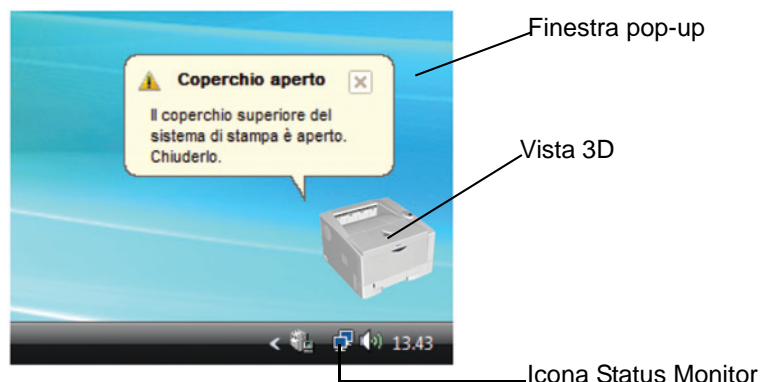 Finestra pop-up
Coperchio aperto
Il coperchio superiore del
sistema di stampa è aperto.
Chiuderlo.
Vista 3D
13.43
Icona Status Monitor